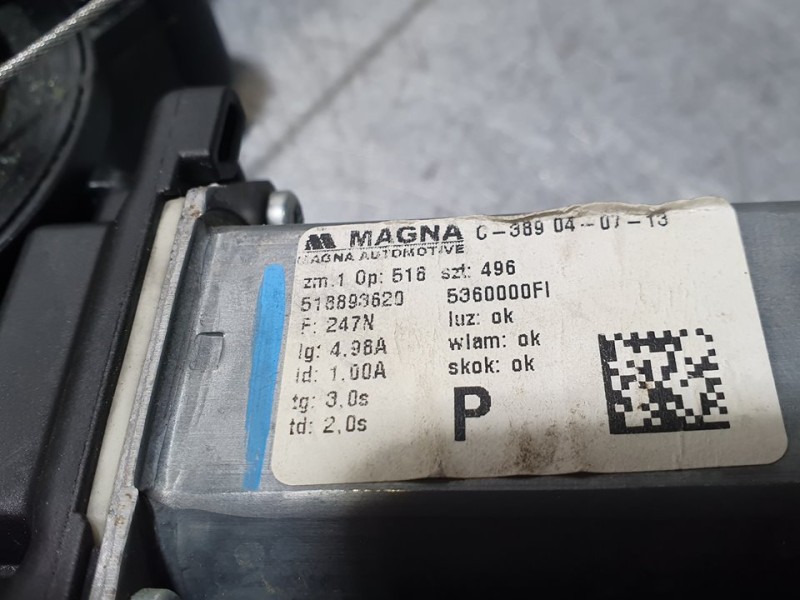 MAGNA C-389 04-07-13
MAGNA AUTOMOTIVE
zm.1 Op: 516 szt: 496
518893620 5360000FI
F: 247N luz: ok
Ig: 4.98A wlam: ok
Id: 1.00A skok: ok
tg: 3.0s
td: 2.0s
P